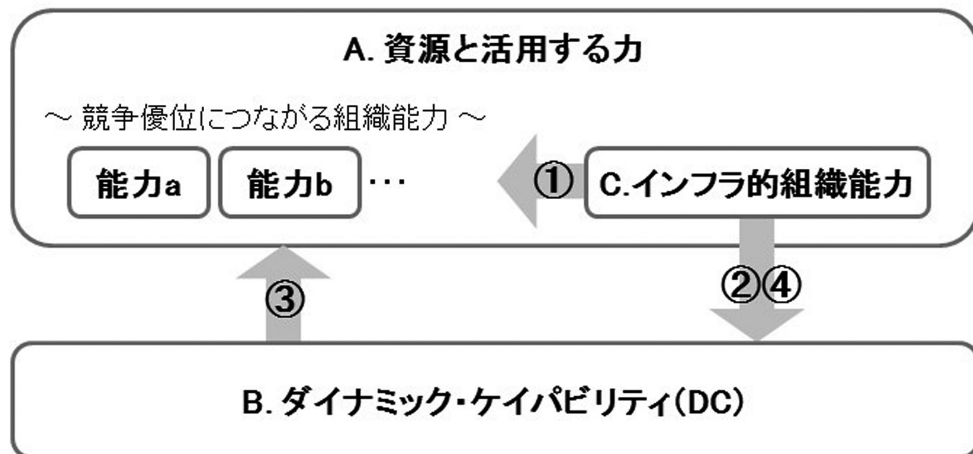 A. 資源と活用する力
～ 競争優位につながる組織能力 ～
能力a 能力b ･･･ ① C.インフラ的組織能力
③ ②④
B. ダイナミック・ケイパビリティ(DC)